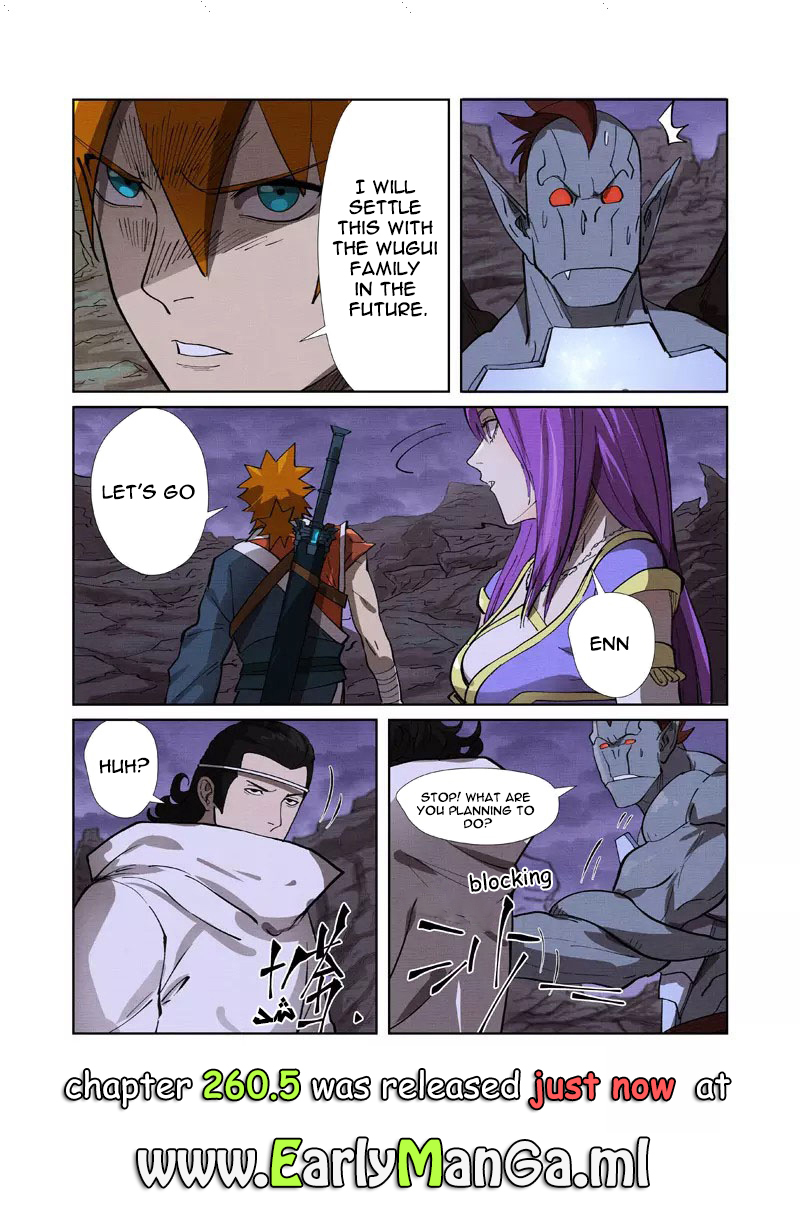 I WILL
SETTLE
THIS WITH
THE WUGUI
FAMILY
IN THE
FUTURE.
LET'S GO
ENN
HUH?
STOP! WHAT ARE
YOU PLANNING TO
DO?
blocking
chapter 260.5 was released just now at
www.EarlyManGa.ml